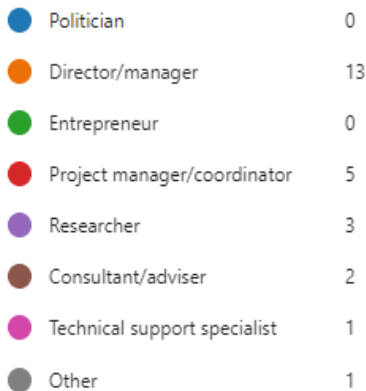 Politician 0
Director/manager 13
Entrepreneur 0
Project manager/coordinator 5
Researcher 3
Consultant/adviser 2
Technical support specialist 1
Other 1